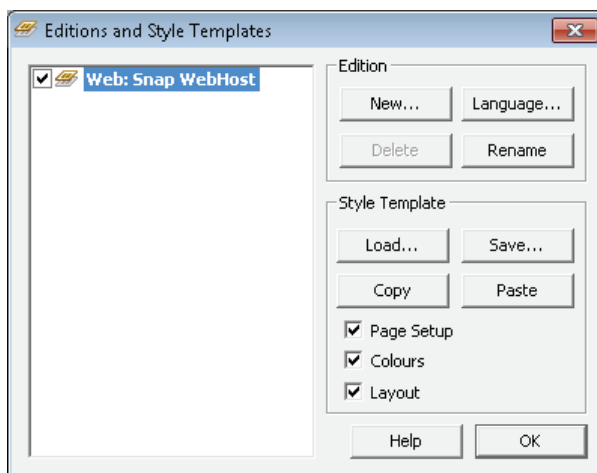 Editions and Style Templates
Web: Snap WebHost
Edition
New... Language...
Delete Rename
Style Template
Load... Save...
Copy Paste
Page Setup
Colours
Layout
Help OK